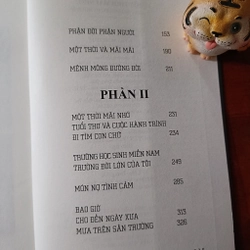 PHẬN ĐỜI PHẬN NGƯỜI 153
MỘT THỜI VÀ MÃI MÃI 190
MÊNH MÔNG ĐƯỜNG ĐỜI 211
PHẦN II
MỘT THỜI MÃI NHỚ 231
TUỔI THƠ VÀ CUỘC HÀNH TRÌNH
ĐI TÌM CON CHỮ 234
TRƯỜNG HỌC SINH MIỀN NAM
TRƯỜNG ĐỜI LỚN CỦA TÔI 249
MÓN NỢ TÌNH CẢM 285
BAO GIỜ
CHO ĐẾN NGÀY XƯA 313
MƯA TRÊN SÂN TRƯỜNG 326